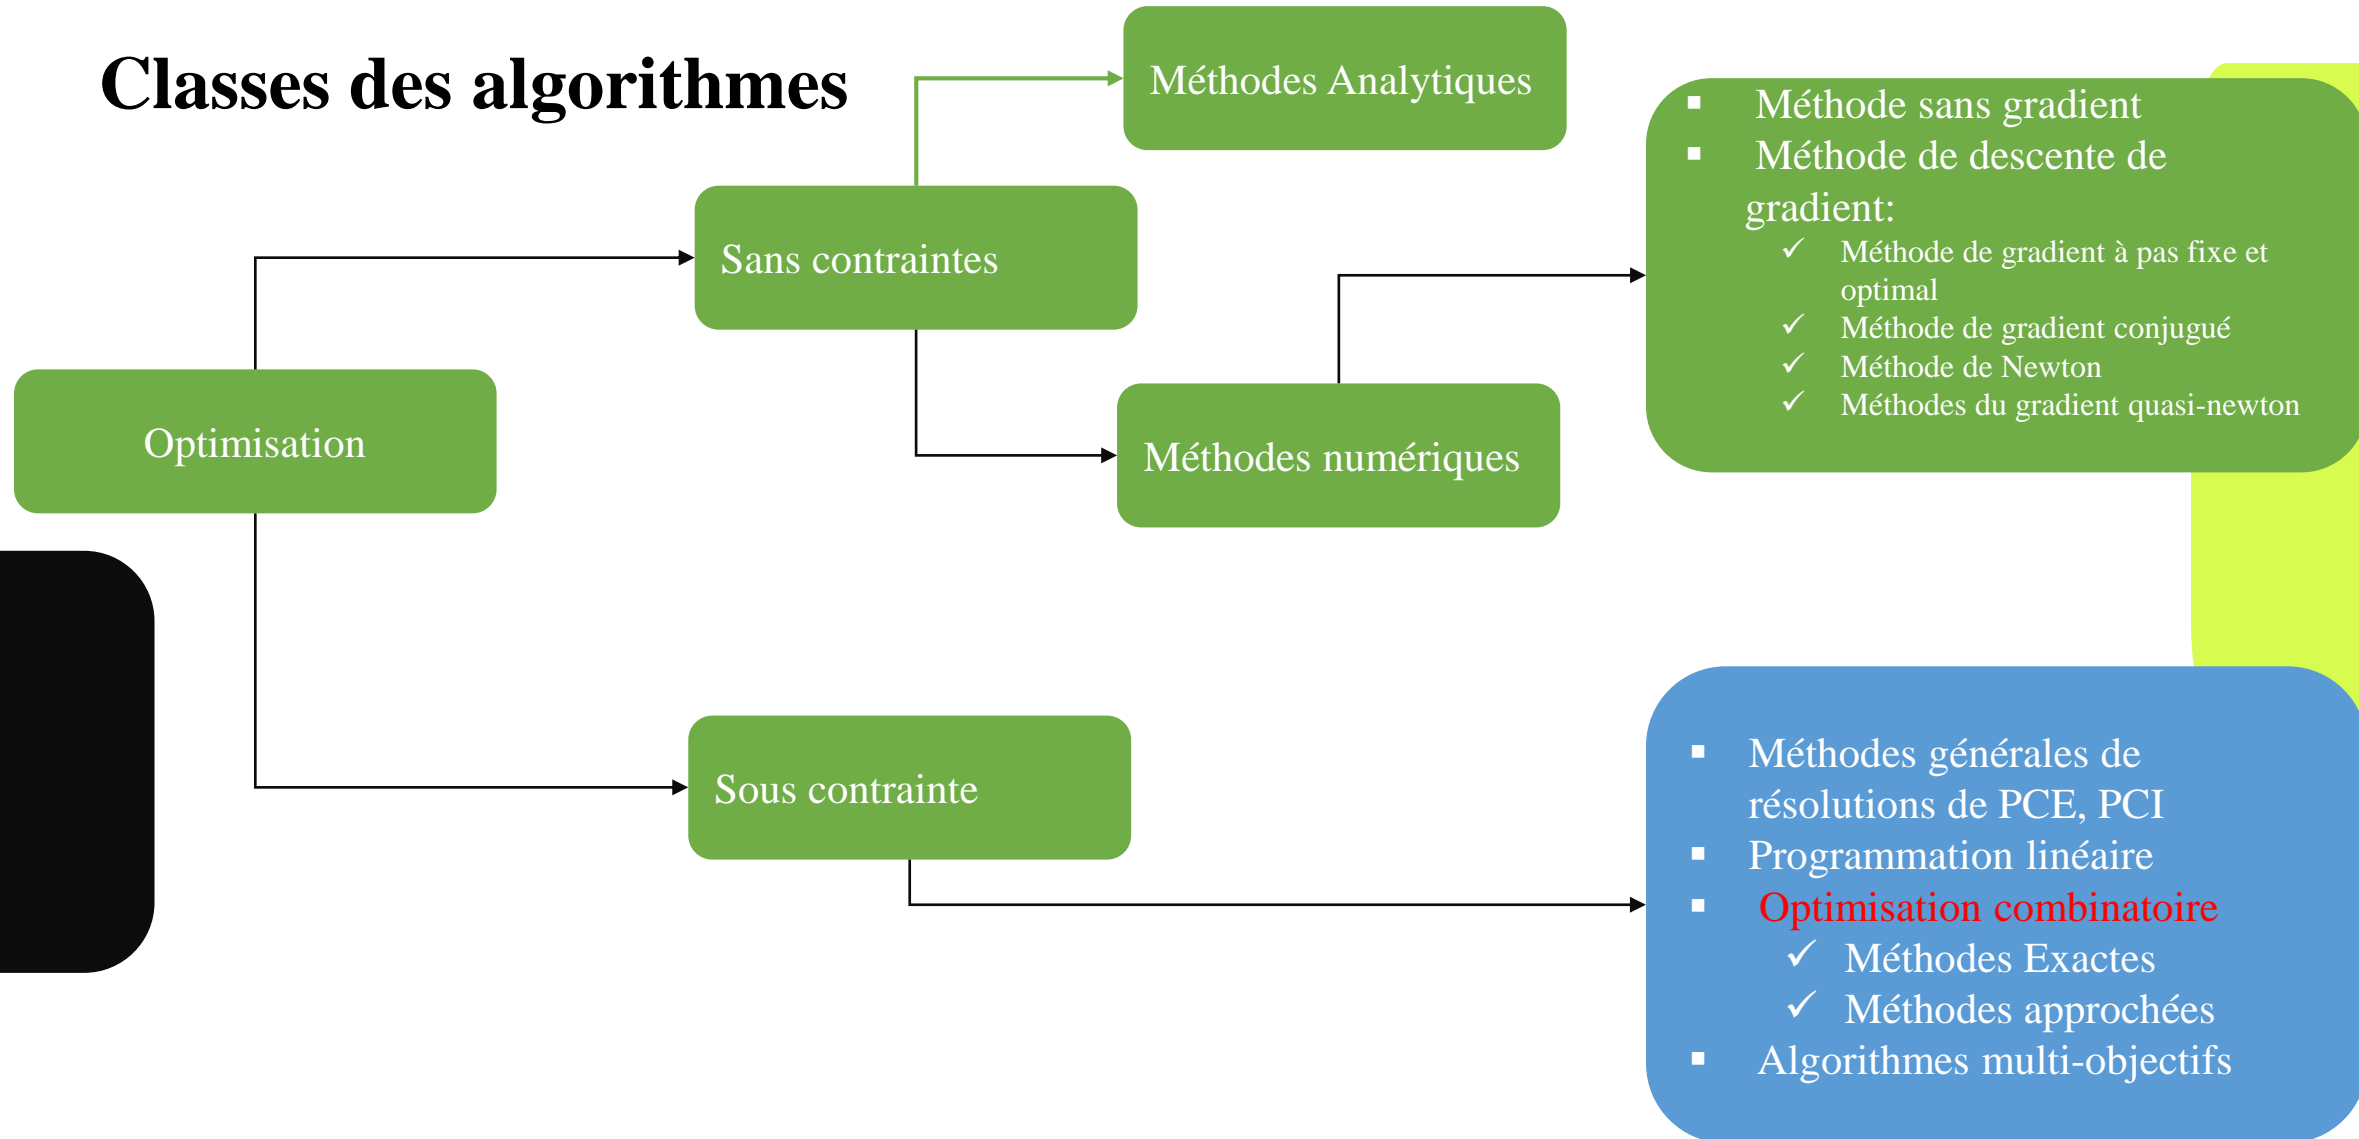 Classes des algorithmes
Méthodes Analytiques
Sans contraintes
Optimisation
Méthodes numériques
▪ Méthode sans gradient
▪ Méthode de descente de
gradient:
✓ Méthode de gradient à pas fixe et
optimal
✓ Méthode de gradient conjugué
✓ Méthode de Newton
✓ Méthodes du gradient quasi-newton
Sous contrainte
▪ Méthodes générales de
résolutions de PCE, PCI
▪ Programmation linéaire
▪ Optimisation combinatoire
✓ Méthodes Exactes
✓ Méthodes approchées
▪ Algorithmes multi-objectifs